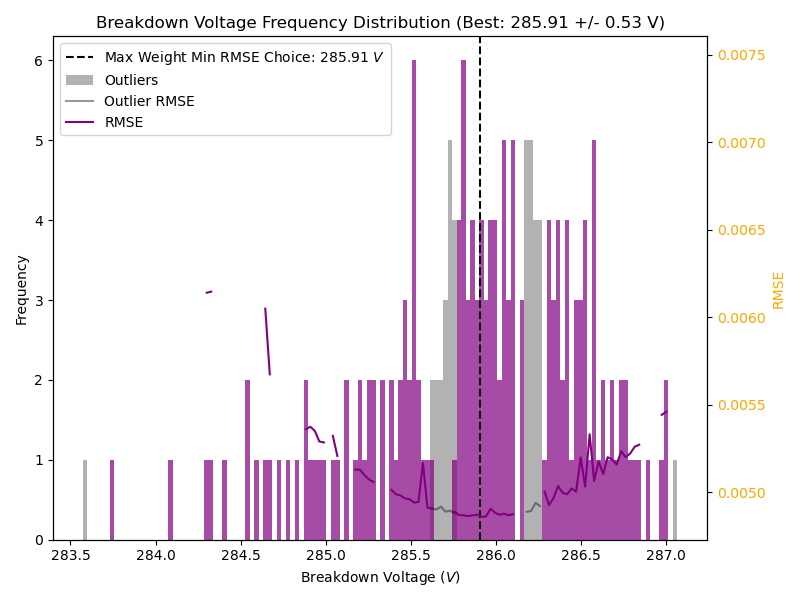 Breakdown Voltage Frequency Distribution (Best: 285.91 +/- 0.53 V)
Max Weight Min RMSE Choice: 285.91 V
Outliers
Outlier RMSE
RMSE
Frequency
6
5
4
3
2
1
0
0.0075
0.0070
0.0065
0.0060
0.0055
0.0050
RMSE
283.5 284.0 284.5 285.0 285.5 286.0 286.5 287.0
Breakdown Voltage (V)